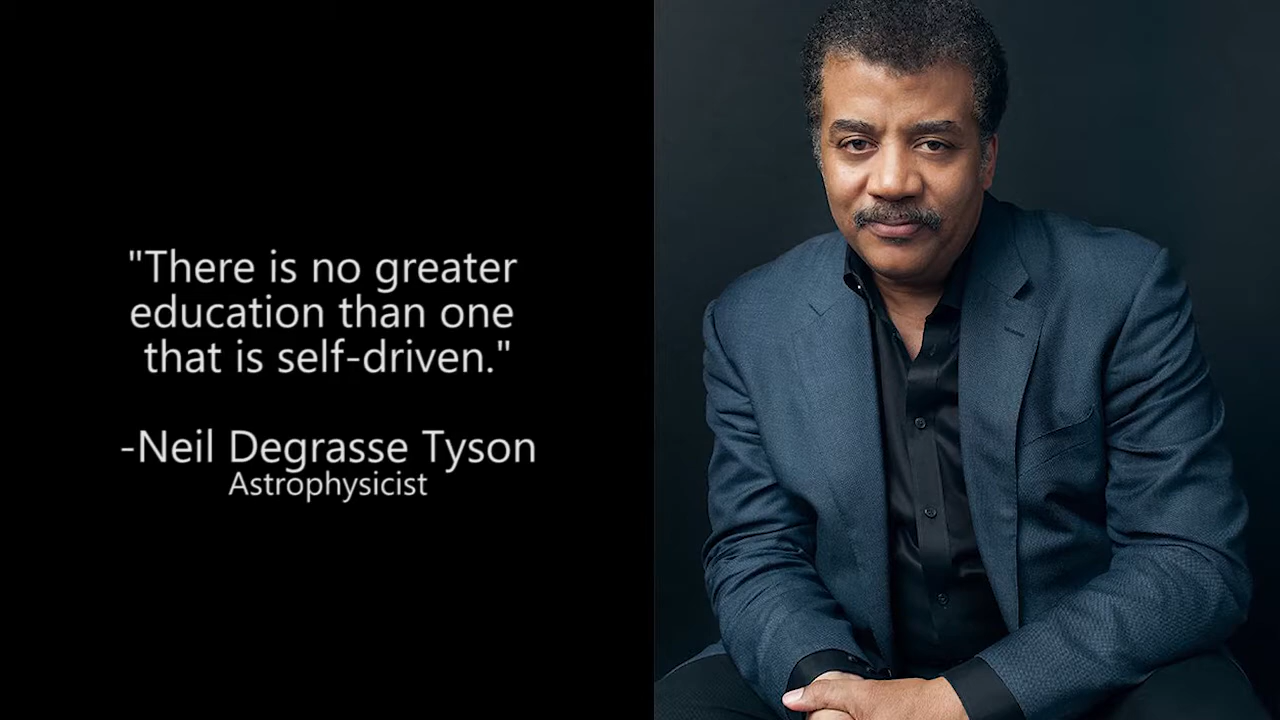 "There is no greater
education than one
that is self-driven."
-Neil Degrasse Tyson
Astrophysicist